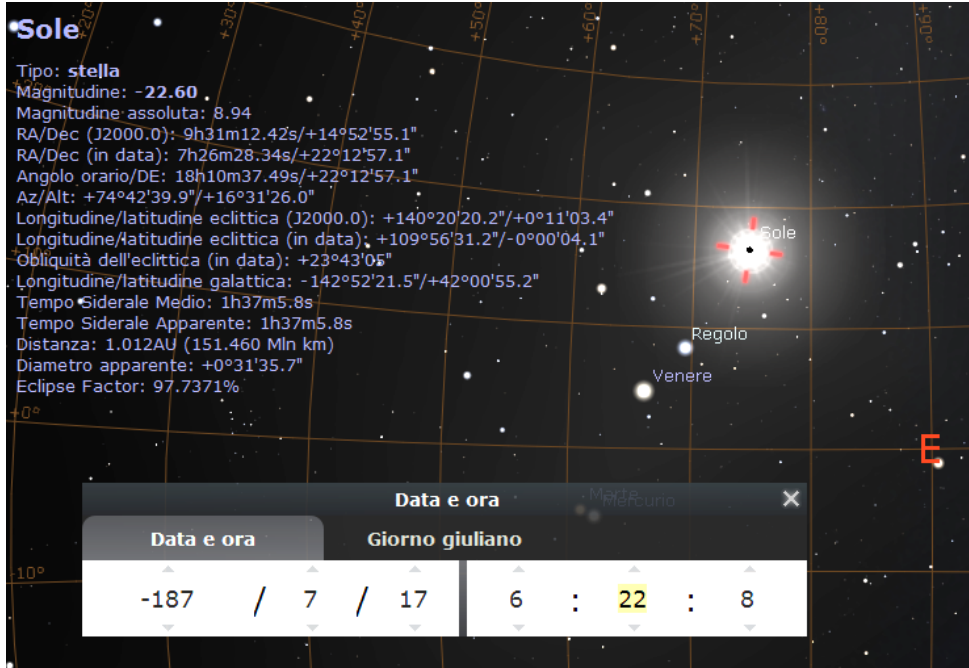 Sole
+20°
+30°
+40°
+50°
+60°
+70°
+80°
+90°
Tipo: stella
+20°
Magnitudine: -22.60
Magnitudine assoluta: 8.94
RA/Dec (J2000.0): 9h31m12.42s/+14°52'55.1"
RA/Dec (in data): 7h26m28.34s/+22°12'57.1"
Angolo orario/DE: 18h10m37.49s/+22°12'57.1"
Az/Alt: +74°42'39.9"/+16°31'26.0"
Longitudine/latitudine eclittica (J2000.0): +140°20'20.2"/+0°11'03.4"
Longitudine/latitudine eclittica (in data): +109°56'31.2"/-0°00'04.1"
Sole
+10°
Obliquità dell'eclittica (in data): +23°43'05"
Longitudine/latitudine galattica: -142°52'21.5"/+42°00'55.2"
Tempo Siderale Medio: 1h37m5.8s
Tempo Siderale Apparente: 1h37m5.8s
Distanza: 1.012AU (151.460 Mln km)
Regolo
Diametro apparente: +0°31'35.7"
Venere
Eclipse Factor: 97.7371%
+0°
E
Marte
Mercurio
Data e ora
Data e ora
Giorno giuliano
-10°
-187 / 7 / 17 6 : 22 : 8